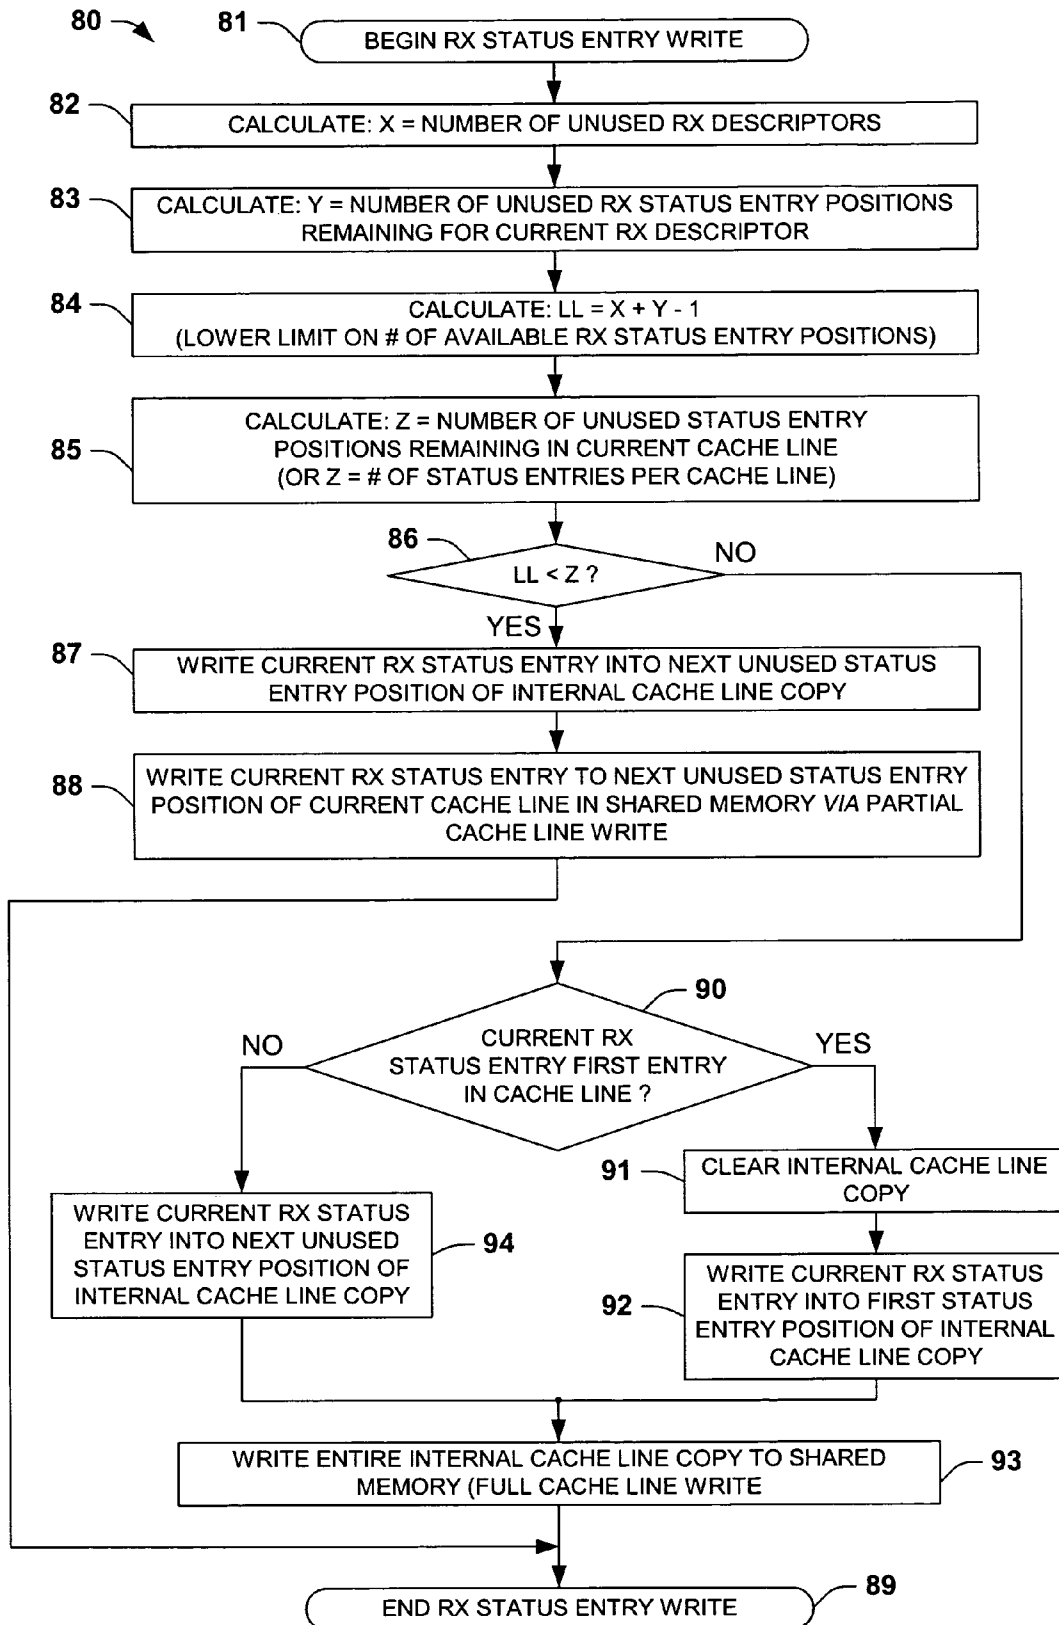 80
81
BEGIN RX STATUS ENTRY WRITE
82
CALCULATE: X = NUMBER OF UNUSED RX DESCRIPTORS
83
CALCULATE: Y = NUMBER OF UNUSED RX STATUS ENTRY POSITIONS
REMAINING FOR CURRENT RX DESCRIPTOR
84
CALCULATE: LL = X + Y - 1
(LOWER LIMIT ON # OF AVAILABLE RX STATUS ENTRY POSITIONS)
85
CALCULATE: Z = NUMBER OF UNUSED STATUS ENTRY
POSITIONS REMAINING IN CURRENT CACHE LINE
(OR Z = # OF STATUS ENTRIES PER CACHE LINE)
86
LL < Z ?
NO
YES
87
WRITE CURRENT RX STATUS ENTRY INTO NEXT UNUSED STATUS
ENTRY POSITION OF INTERNAL CACHE LINE COPY
88
WRITE CURRENT RX STATUS ENTRY TO NEXT UNUSED STATUS ENTRY
POSITION OF CURRENT CACHE LINE IN SHARED MEMORY VIA PARTIAL
CACHE LINE WRITE
90
CURRENT RX
STATUS ENTRY FIRST ENTRY
IN CACHE LINE ?
NO
YES
91
CLEAR INTERNAL CACHE LINE
COPY
94
WRITE CURRENT RX STATUS
ENTRY INTO NEXT UNUSED
STATUS ENTRY POSITION OF
INTERNAL CACHE LINE COPY
92
WRITE CURRENT RX STATUS
ENTRY INTO FIRST STATUS
ENTRY POSITION OF INTERNAL
CACHE LINE COPY
93
WRITE ENTIRE INTERNAL CACHE LINE COPY TO SHARED
MEMORY (FULL CACHE LINE WRITE
89
END RX STATUS ENTRY WRITE